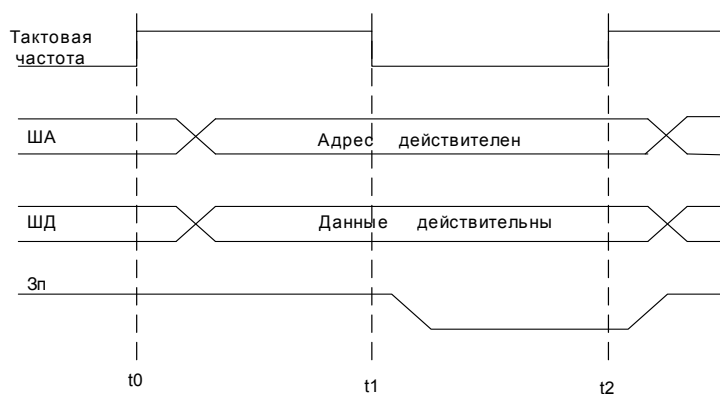 Тактовая
частота
ША
Адрес действителен
ШД
Данные действительны
Зп
t0
t1
t2